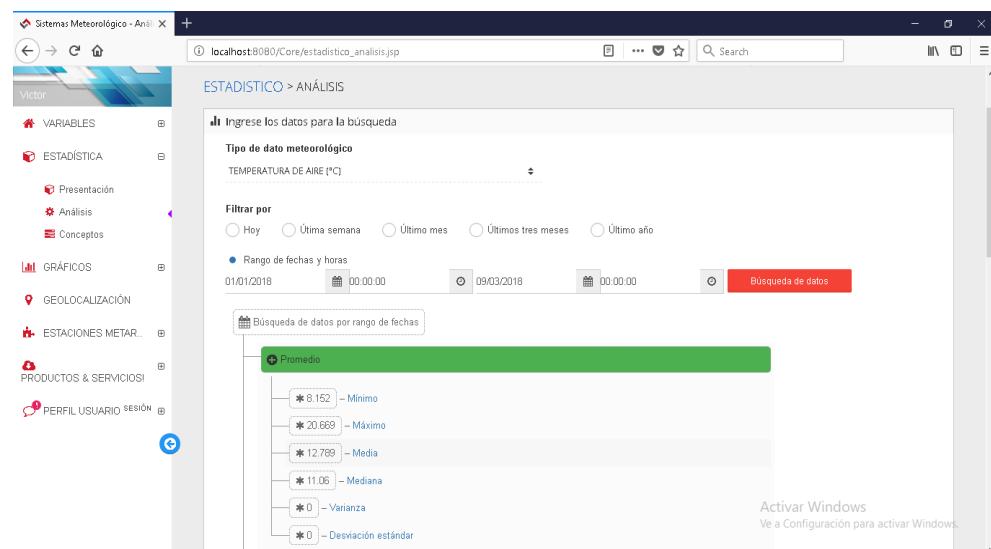 Sistemas Meteorológico - Anál
localhost:8080/Core/estadistico_analisis.jsp
Search
Victor
VARIABLES
ESTADÍSTICA
Presentación
Análisis
Conceptos
GRÁFICOS
GEOLOCALIZACIÓN
ESTACIONES METAR...
PRODUCTOS & SERVICIOS!
PERFIL USUARIO SESIÓN
ESTADISTICO > ANÁLISIS
Ingrese los datos para la búsqueda
Tipo de dato meteorológico
TEMPERATURA DE AIRE [°C]
Filtrar por
Hoy Útima semana Último mes Últimos tres meses Último año
Rango de fechas y horas
01/01/2018 00:00:00 09/03/2018 00:00:00 Búsqueda de datos
Búsqueda de datos por rango de fechas
Promedio
8.152 – Mínimo
20.669 – Máximo
12.789 – Media
11.06 – Mediana
0 – Varianza
0 – Desviación estándar
Activar Windows
Ve a Configuración para activar Windows.